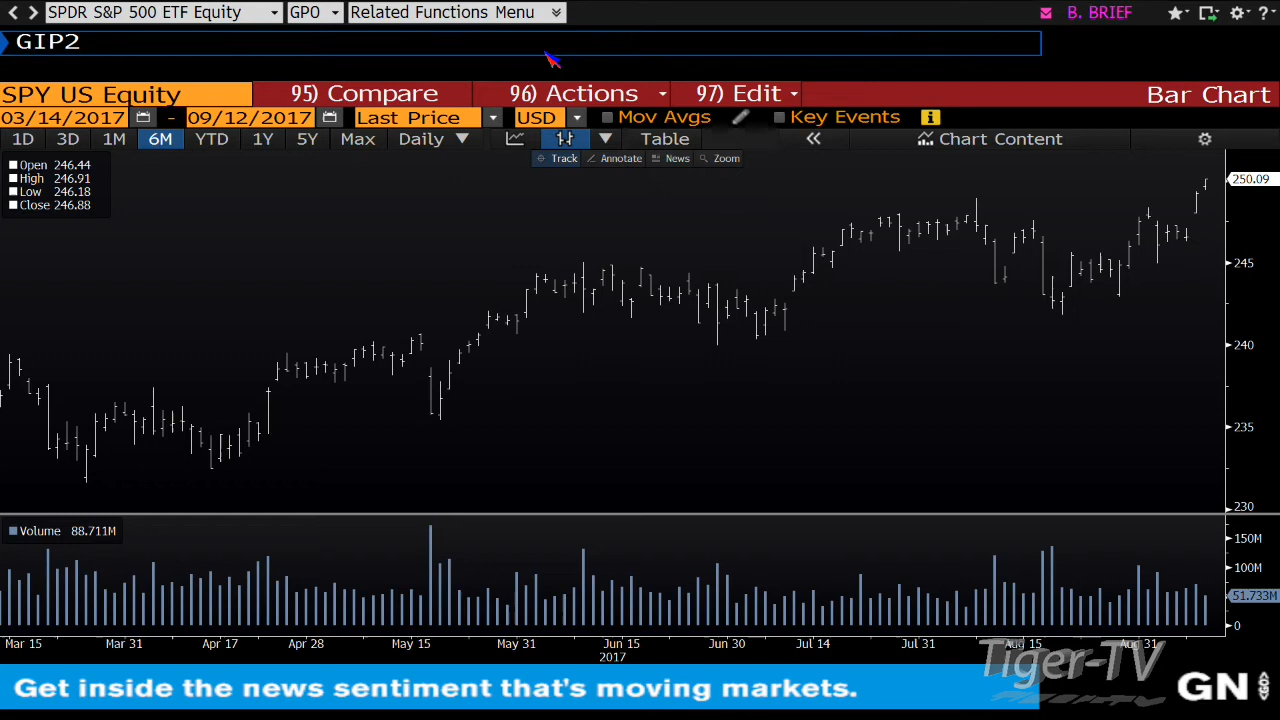 SPDR S&P 500 ETF Equity GPO Related Functions Menu B. BRIEF ?
GIP2
SPY US Equity 95) Compare 96) Actions 97) Edit Bar Chart
03/14/2017 - 09/12/2017 Last Price USD Mov Avgs Key Events i
1D 3D 1M 6M YTD 1Y 5Y Max Daily Table Chart Content
Track Annotate News Zoom
Open 246.44
High 246.91
Low 246.18
Close 246.88
250.09
245
240
235
230
Volume 88.711M
150M
100M
51.733M
0
Mar 15 Mar 31 Apr 17 Apr 28 May 15 May 31 Jun 15 Jun 30 Jul 14 Jul 31 Aug 15 Aug 31
2017
Tiger-TV
Get inside the news sentiment that's moving markets.
GN